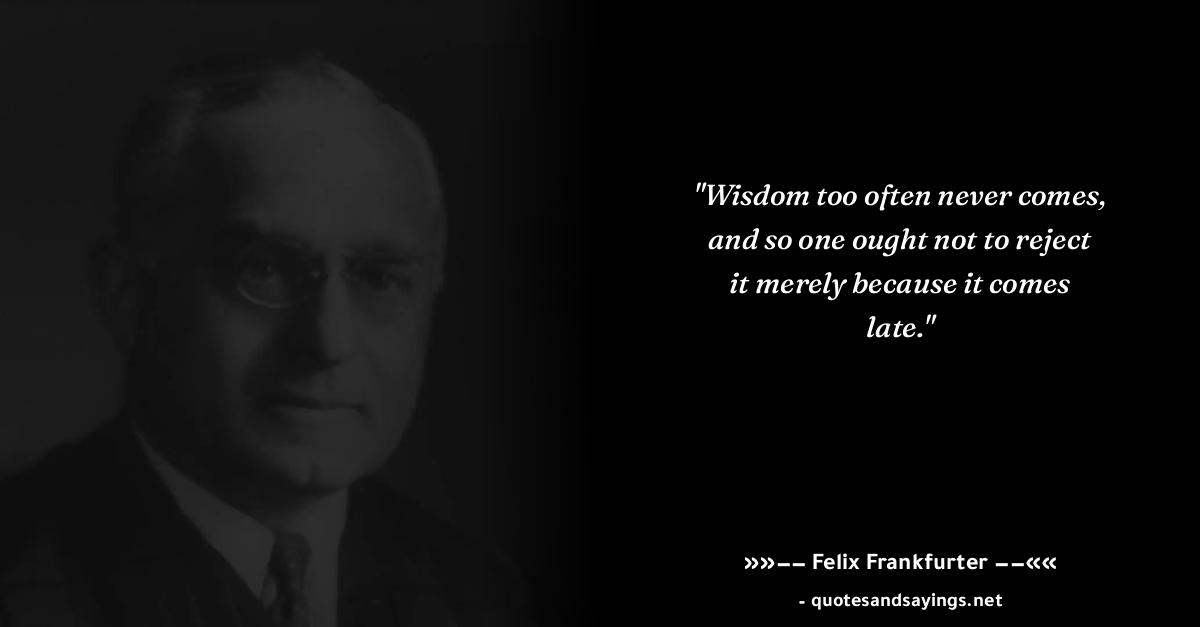 "Wisdom too often never comes,
and so one ought not to reject
it merely because it comes
late."
»»−− Felix Frankfurter −−««
- quotesandsayings.net